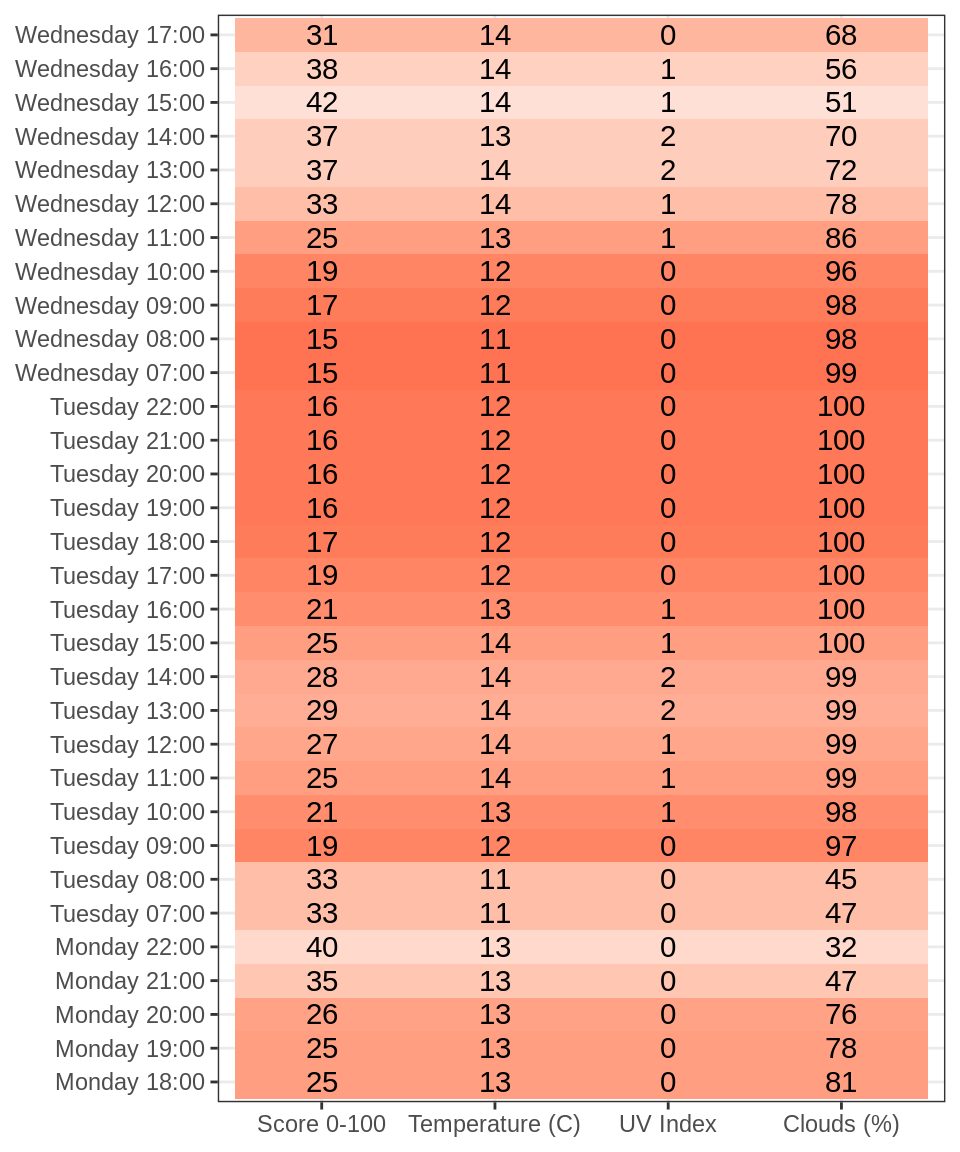 Wednesday 17:00 31 14 0 68
Wednesday 16:00 38 14 1 56
Wednesday 15:00 42 14 1 51
Wednesday 14:00 37 13 2 70
Wednesday 13:00 37 14 2 72
Wednesday 12:00 33 14 1 78
Wednesday 11:00 25 13 1 86
Wednesday 10:00 19 12 0 96
Wednesday 09:00 17 12 0 98
Wednesday 08:00 15 11 0 98
Wednesday 07:00 15 11 0 99
Tuesday 22:00 16 12 0 100
Tuesday 21:00 16 12 0 100
Tuesday 20:00 16 12 0 100
Tuesday 19:00 16 12 0 100
Tuesday 18:00 17 12 0 100
Tuesday 17:00 19 12 0 100
Tuesday 16:00 21 13 1 100
Tuesday 15:00 25 14 1 100
Tuesday 14:00 28 14 2 99
Tuesday 13:00 29 14 2 99
Tuesday 12:00 27 14 1 99
Tuesday 11:00 25 14 1 99
Tuesday 10:00 21 13 1 98
Tuesday 09:00 19 12 0 97
Tuesday 08:00 33 11 0 45
Tuesday 07:00 33 11 0 47
Monday 22:00 40 13 0 32
Monday 21:00 35 13 0 47
Monday 20:00 26 13 0 76
Monday 19:00 25 13 0 78
Monday 18:00 25 13 0 81
Score 0-100 Temperature (C) UV Index Clouds (%)